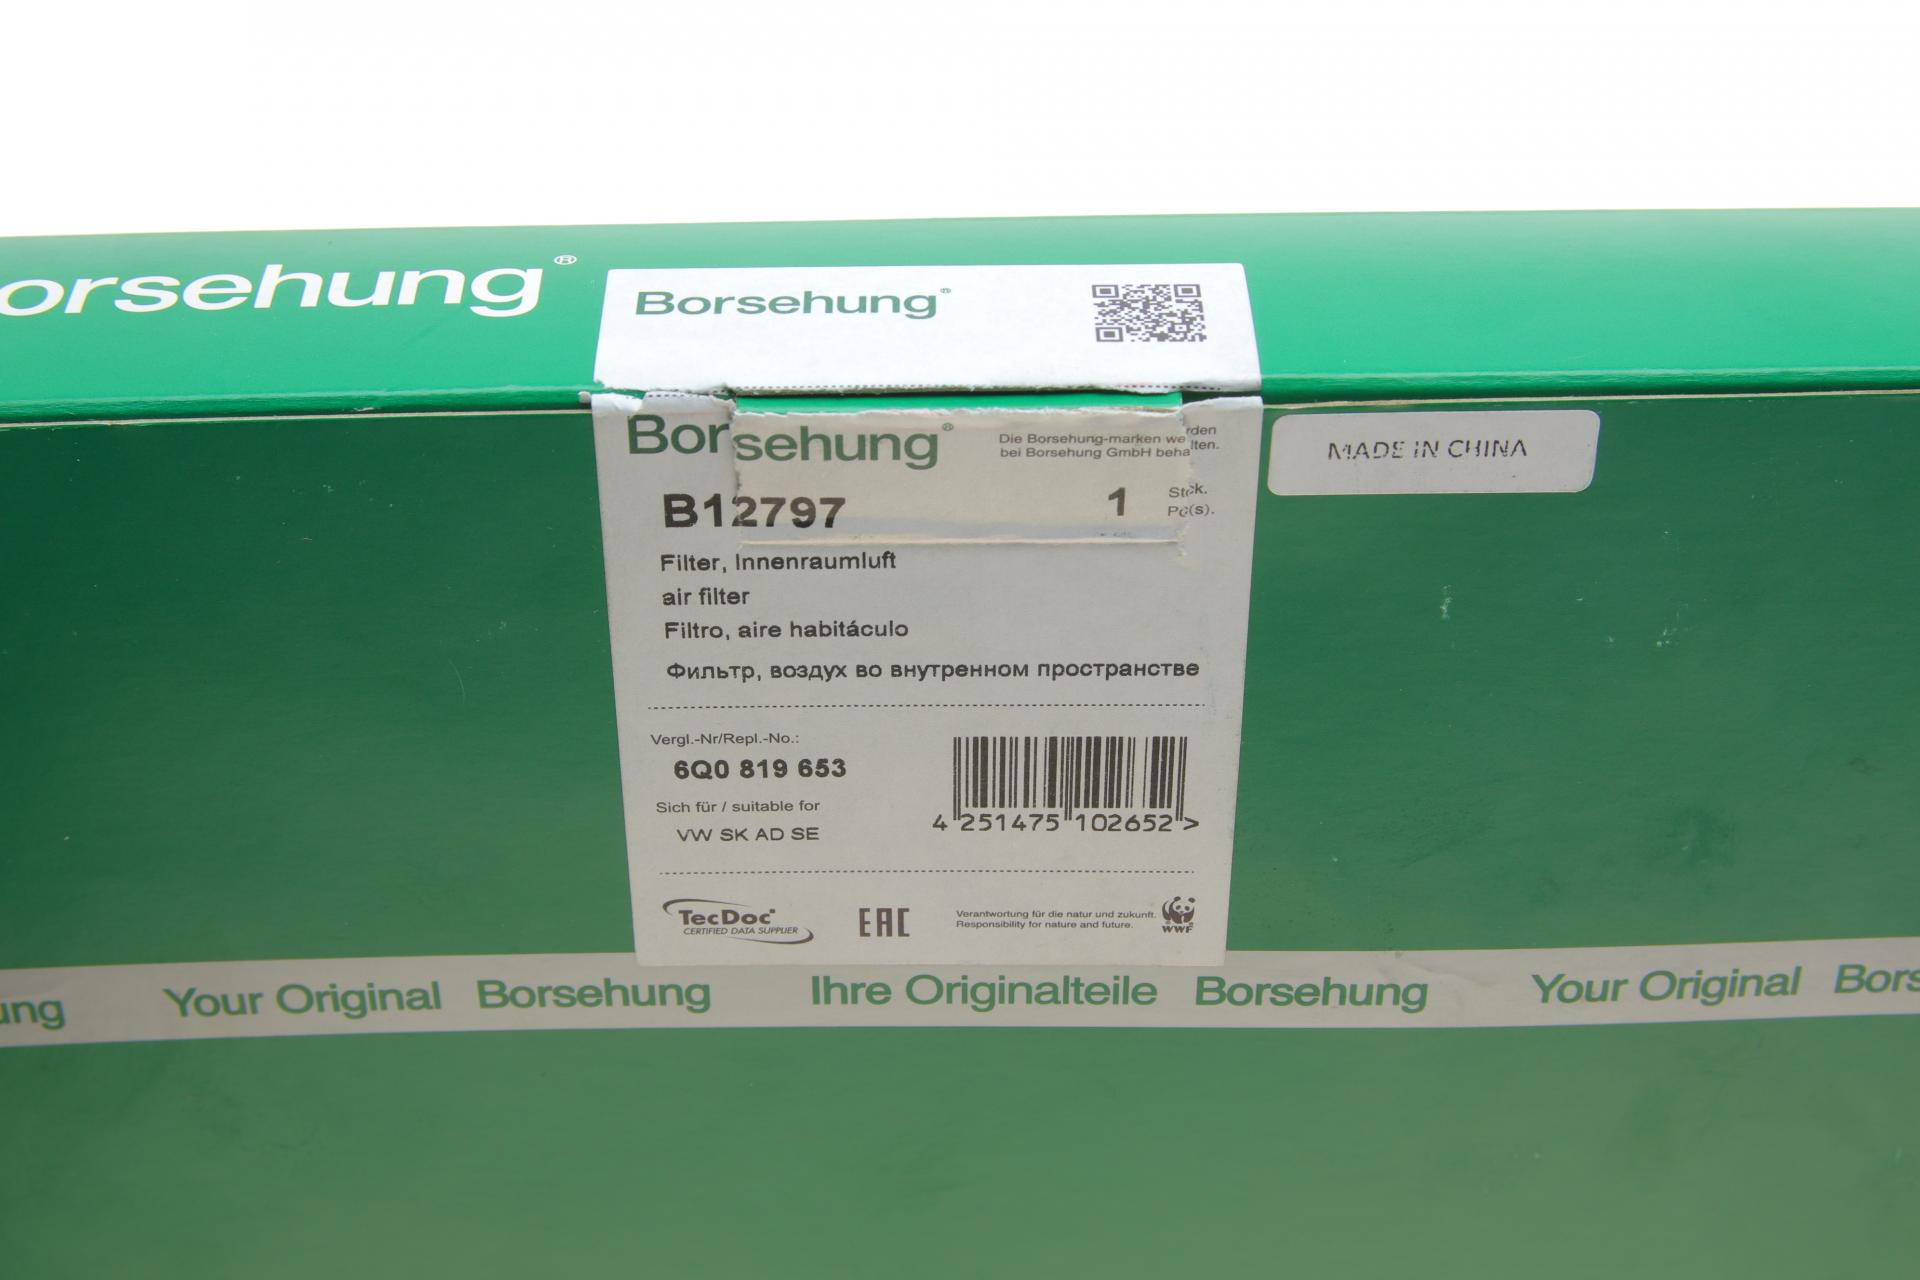 orsehung®
Borsehung®
Borsehung®
Die Borsehung-marken werden
bei Borsehung GmbH behalten.
B12797
1
Stck.
Pc(s).
MADE IN CHINA
Filter, Innenraumluft
air filter
Filtro, aire habitáculo
Фильтр, воздух во внутренном пространстве
Vergl.-Nr/Repl.-No.:
6Q0 819 653
Sich für / suitable for
VW SK AD SE
4 251475 102652 >
TecDoc
CERTIFIED DATA SUPPLIER
EAC
Verantwortung für die natur und zukunft.
Responsibility for nature and future.
WWF
ung Your Original Borsehung Ihre Originalteile Borsehung Your Original Bors